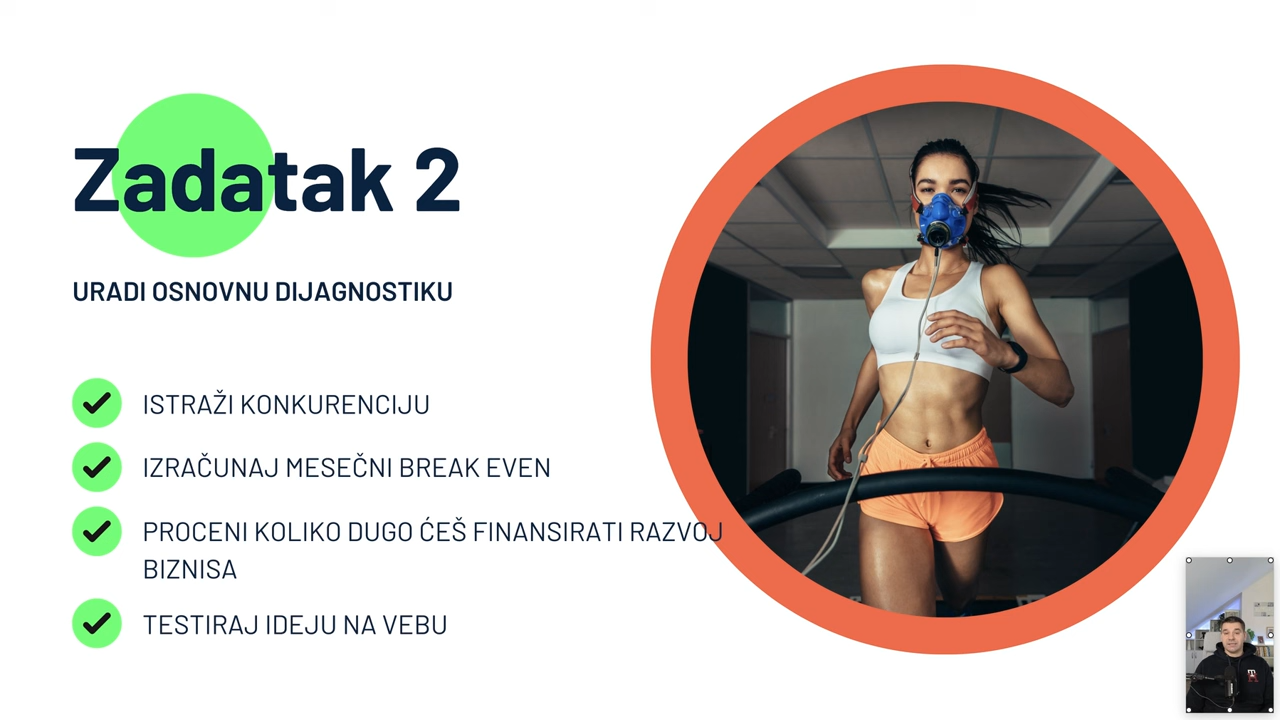 Zadatak 2
URADI OSNOVNU DIJAGNOSTIKU
ISTRAŽI KONKURENCIJU
IZRAČUNAJ MESEČNI BREAK EVEN
PROCENI KOLIKO DUGO ĆEŠ FINANSIRATI RAZVOJ
BIZNISA
TESTIRAJ IDEJU NA VEBU